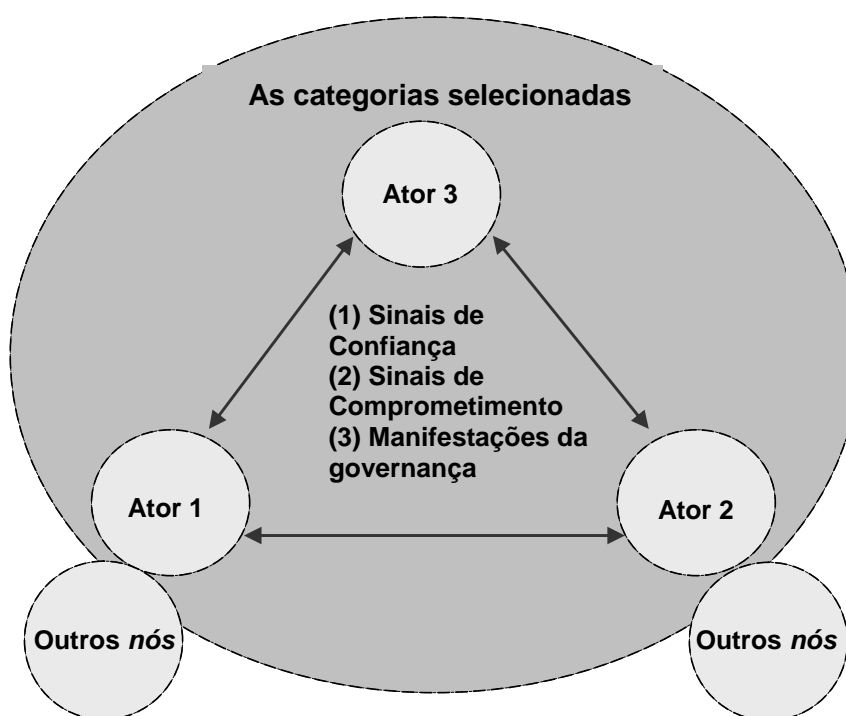 As categorias selecionadas
Ator 3
(1) Sinais de
Confiança
(2) Sinais de
Comprometimento
(3) Manifestações da
governança
Ator 1
Ator 2
Outros nós
Outros nós